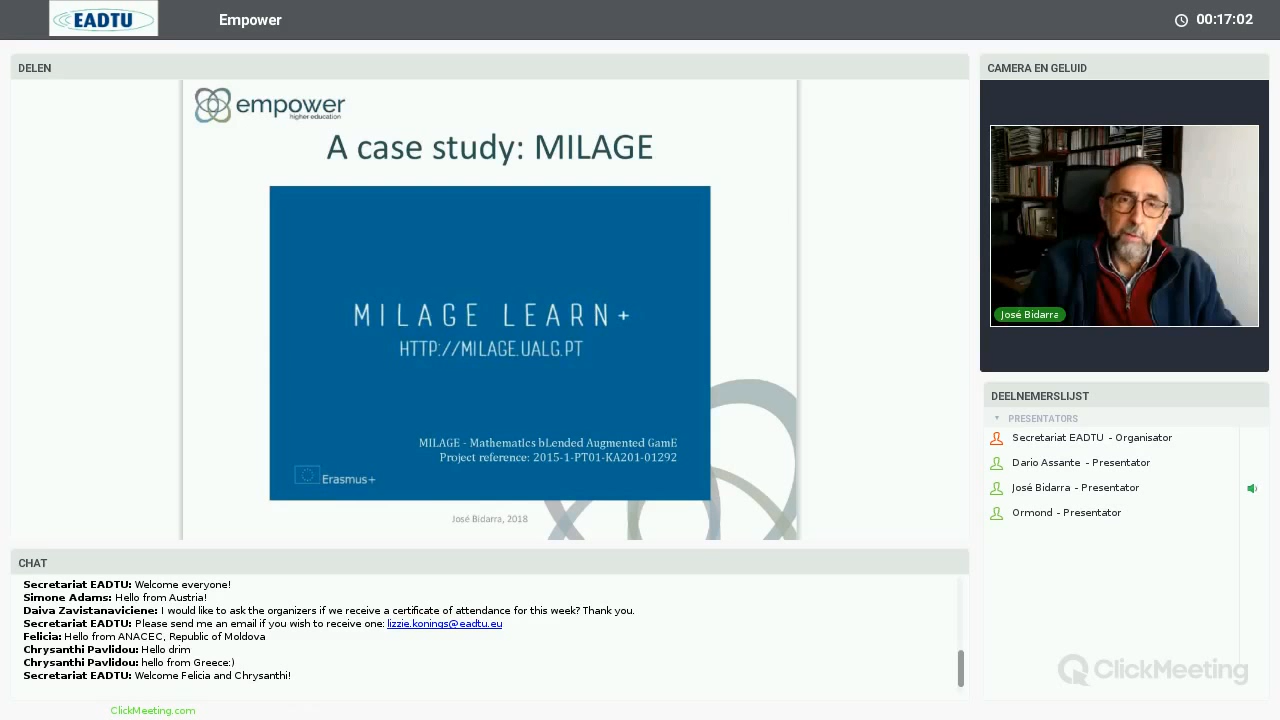 EADTU
Empower
00:17:02
DELEN
empower
higher education
A case study: MILAGE
MILAGE LEARN+
HTTP://MILAGE.UALG.PT
MILAGE - MathematIcs bLended Augmented GamE
Project reference: 2015-1-PT01-KA201-01292
Erasmus+
José Bidarra, 2018
CAMERA EN GELUID
José Bidarra
DEELNEMERSLIJST
PRESENTATORS
Secretariat EADTU - Organisator
Dario Assante - Presentator
José Bidarra - Presentator
Ormond - Presentator
CHAT
Secretariat EADTU: Welcome everyone!
Simone Adams: Hello from Austria!
Daiva Zavistanaviciene: I would like to ask the organizers if we receive a certificate of attendance for this week? Thank you.
Secretariat EADTU: Please send me an email if you wish to receive one: lizzie.konings@eadtu.eu
Felicia: Hello from ANACEC, Republic of Moldova
Chrysanthi Pavlidou: Hello drim
Chrysanthi Pavlidou: hello from Greece:)
Secretariat EADTU: Welcome Felicia and Chrysanthi!
ClickMeeting
ClickMeeting.com